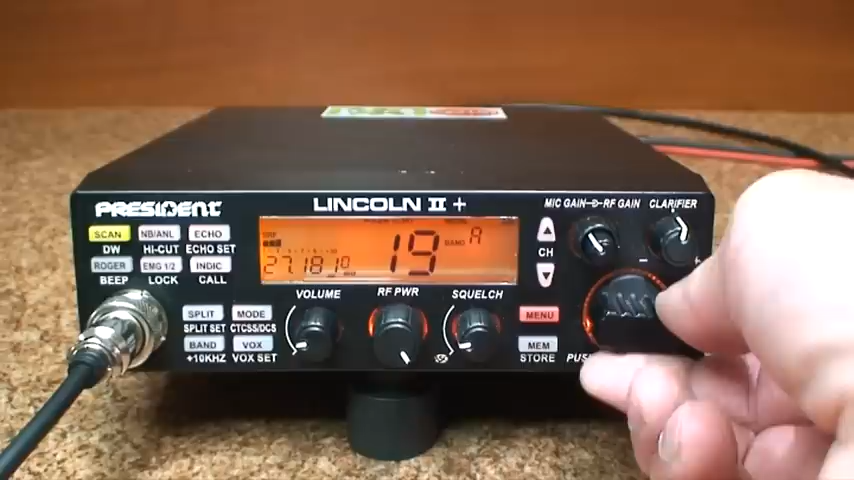 PRESIDENT
LINCOLN II +
MIC GAIN RF GAIN CLARIFIER
SCAN NB/ANL ECHO
DW HI-CUT ECHO SET
ROGER EMG 1/2 INDIC
BEEP LOCK CALL
19 BAND A
27.1810
CH
VOLUME RF PWR SQUELCH
SPLIT MODE
SPLIT SET CTCSS/DCS
BAND VOX
+10KHZ VOX SET
MENU
MEM
STORE